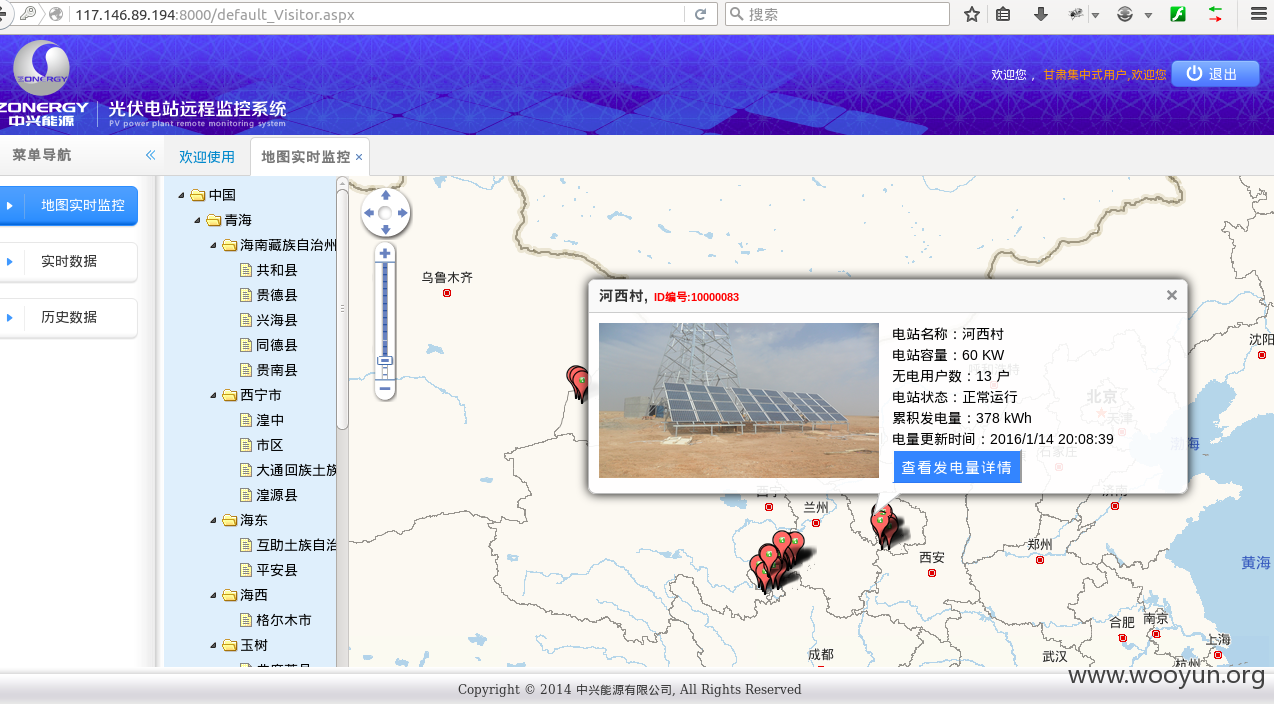 117.146.89.194:8000/default_Visitor.aspx
搜索
ZONERGY
ZONERGY
中兴能源
光伏电站远程监控系统
PV power plant remote monitoring system
欢迎您， 甘肃集中式用户,欢迎您
退出
菜单导航
欢迎使用
地图实时监控
地图实时监控
实时数据
历史数据
中国
青海
海南藏族自治州
共和县
贵德县
兴海县
同德县
贵南县
西宁市
湟中
市区
大通回族土族
湟源县
海东
互助土族自治
平安县
海西
格尔木市
玉树
乌鲁木齐
河西村, ID编号:10000083
电站名称：河西村
电站容量：60 KW
无电用户数：13 户
电站状态：正常运行
累积发电量：378 kWh
电量更新时间：2016/1/14 20:08:39
查看发电量详情
沈阳
北京
天津
渤海
石家庄
济南
西宁
兰州
西安
郑州
黄海
合肥
南京
上海
成都
武汉
杭州
www.wooyun.org
Copyright © 2014 中兴能源有限公司, All Rights Reserved